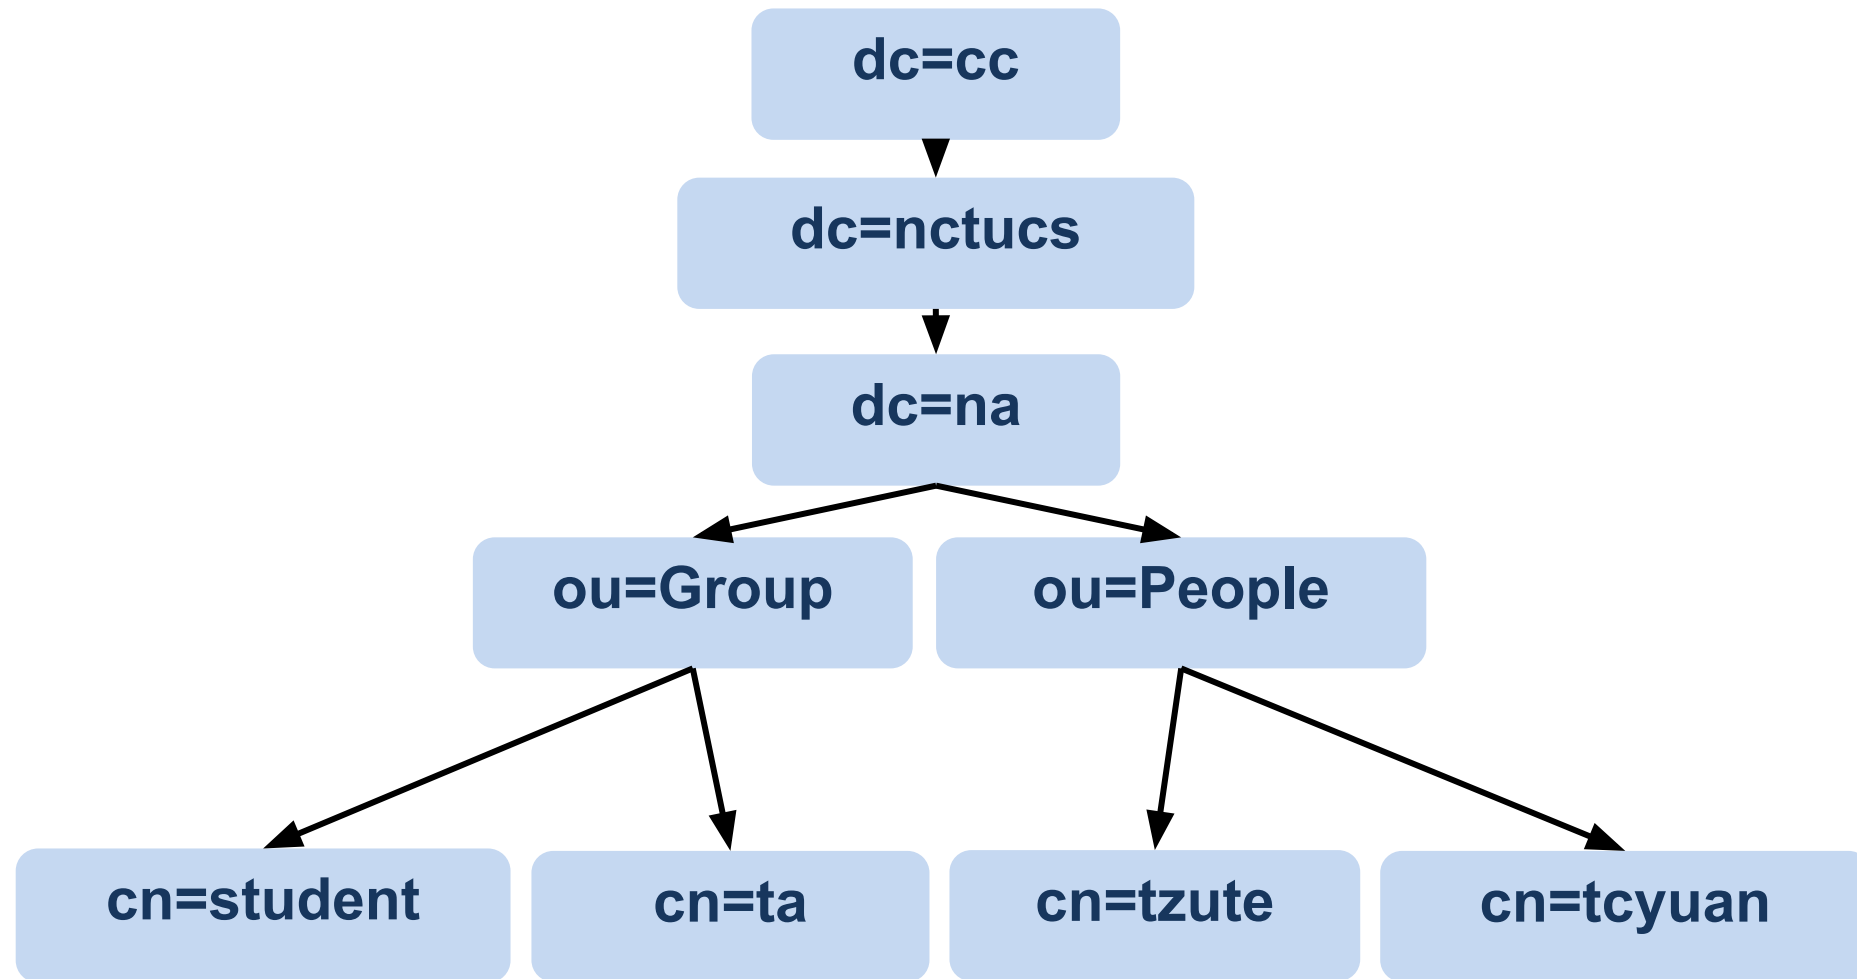 dc=cc
dc=nctucs
dc=na
ou=Group
ou=People
cn=student
cn=ta
cn=tzute
cn=tcyuan